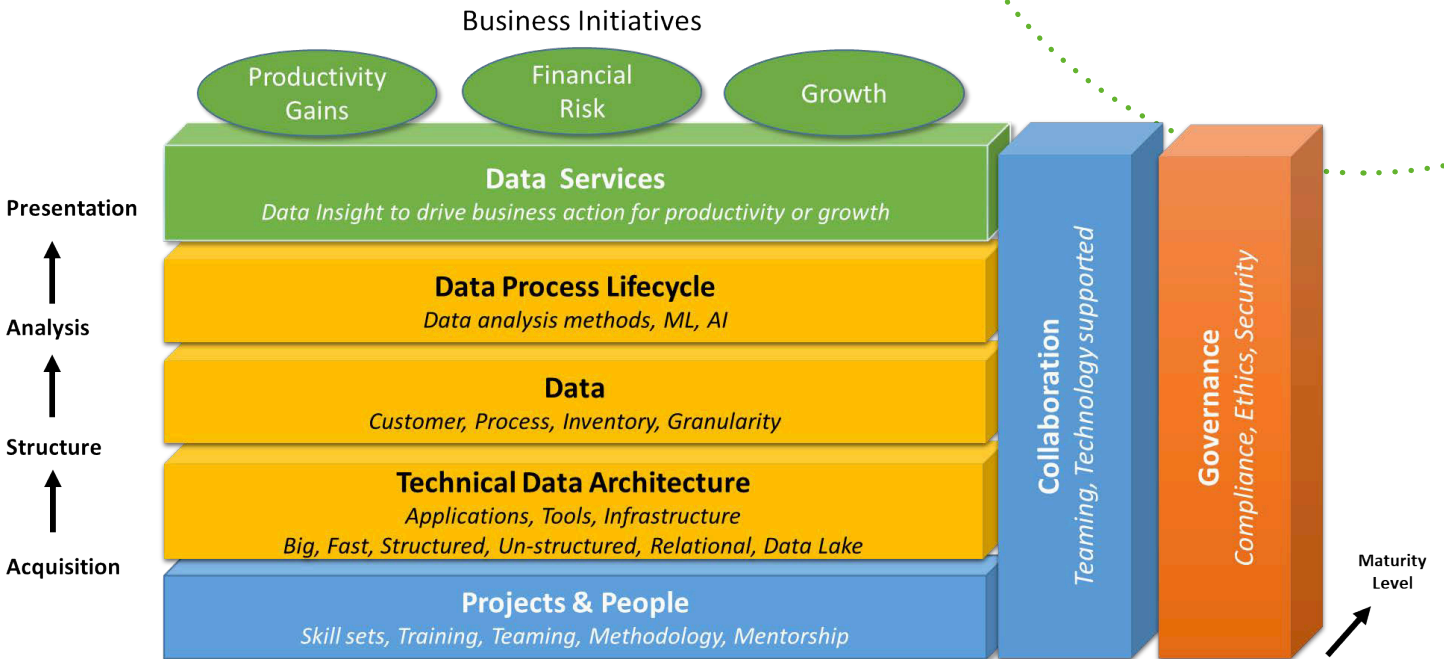 Business Initiatives
Productivity
Gains
Financial
Risk
Growth
Data Services
Data Insight to drive business action for productivity or growth
Data Process Lifecycle
Data analysis methods, ML, AI
Data
Customer, Process, Inventory, Granularity
Technical Data Architecture
Applications, Tools, Infrastructure
Big, Fast, Structured, Un-structured, Relational, Data Lake
Projects & People
Skill sets, Training, Teaming, Methodology, Mentorship
Presentation
Analysis
Structure
Acquisition
Collaboration
Teaming, Technology supported
Governance
Compliance, Ethics, Security
Maturity
Level